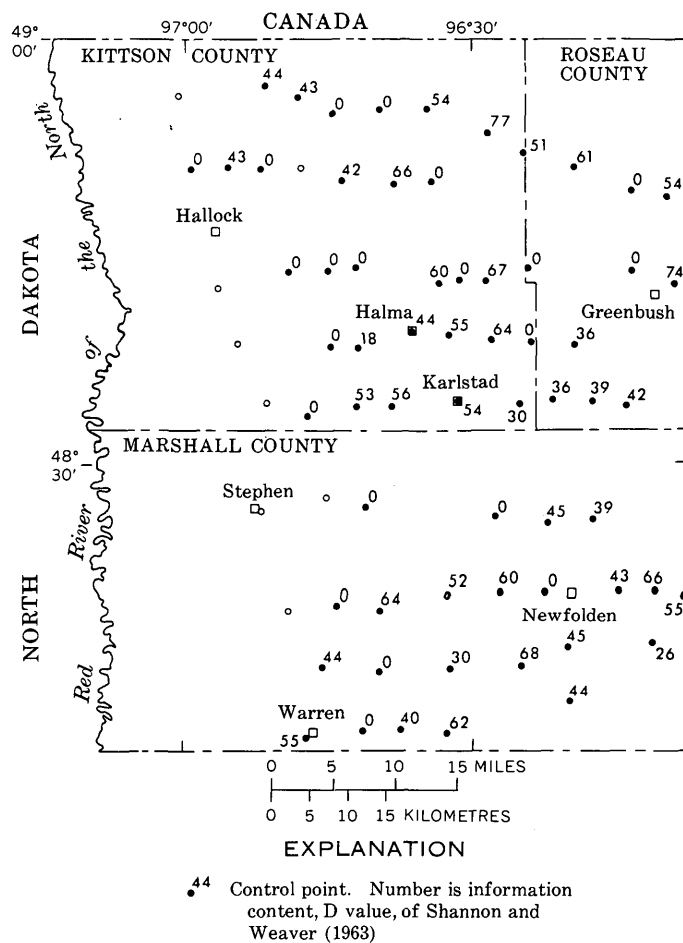 CANADA
97°00' 96°30'
49°
00'
KITTSON COUNTY
ROSEAU
COUNTY
44 43 0 0 54
77 51 61
0 43 0 42 66 0 0 54
Hallock
North
the
of
River
Red
DAKOTA
NORTH
0 0 0 60 0 67 0 0 74
Greenbush
Halma
44 55 64 0 36
0 18
Karlstad
0 53 56 54 30 36 39 42
MARSHALL COUNTY
48°
30'
Stephen
0 0 45 39
0 64 52 60 0 43 66 55
Newfolden
44 0 30 68 45 26
44
Warren
55 0 40 62
0 5 10 15 MILES
0 5 10 15 KILOMETRES
EXPLANATION
44 Control point. Number is information
content, D value, of Shannon and
Weaver (1963)